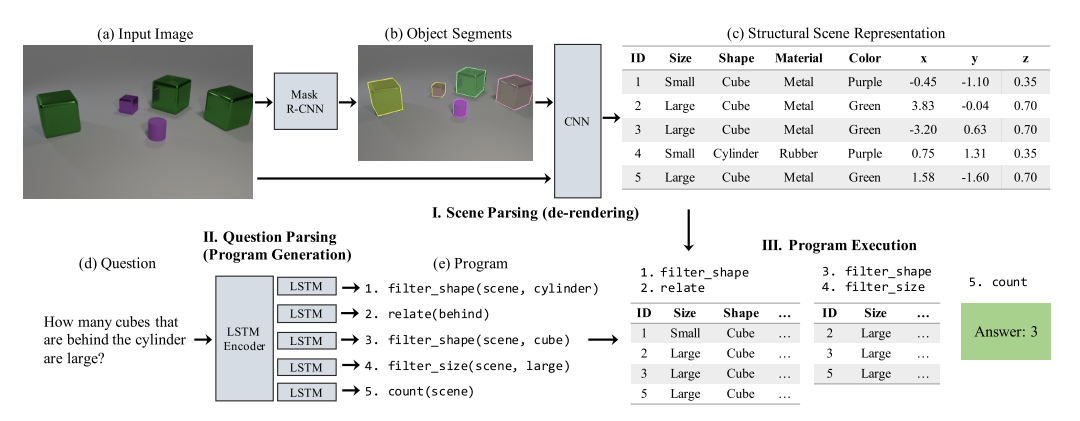 (a) Input Image
(b) Object Segments
(c) Structural Scene Representation
Mask
R-CNN
CNN
ID Size Shape Material Color x y z
1 Small Cube Metal Purple -0.45 -1.10 0.35
2 Large Cube Metal Green 3.83 -0.04 0.70
3 Large Cube Metal Green -3.20 0.63 0.70
4 Small Cylinder Rubber Purple 0.75 1.31 0.35
5 Large Cube Metal Green 1.58 -1.60 0.70
I. Scene Parsing (de-rendering)
II. Question Parsing
(Program Generation)
III. Program Execution
(d) Question
How many cubes that
are behind the cylinder
are large?
LSTM
Encoder
LSTM
LSTM
LSTM
LSTM
LSTM
(e) Program
1. filter_shape(scene, cylinder)
2. relate(behind)
3. filter_shape(scene, cube)
4. filter_size(scene, large)
5. count(scene)
1. filter_shape
2. relate
ID Size Shape ...
1 Small Cube ...
2 Large Cube ...
3 Large Cube ...
5 Large Cube ...
3. filter_shape
4. filter_size
ID Size ...
2 Large ...
3 Large ...
5 Large ...
5. count
Answer: 3